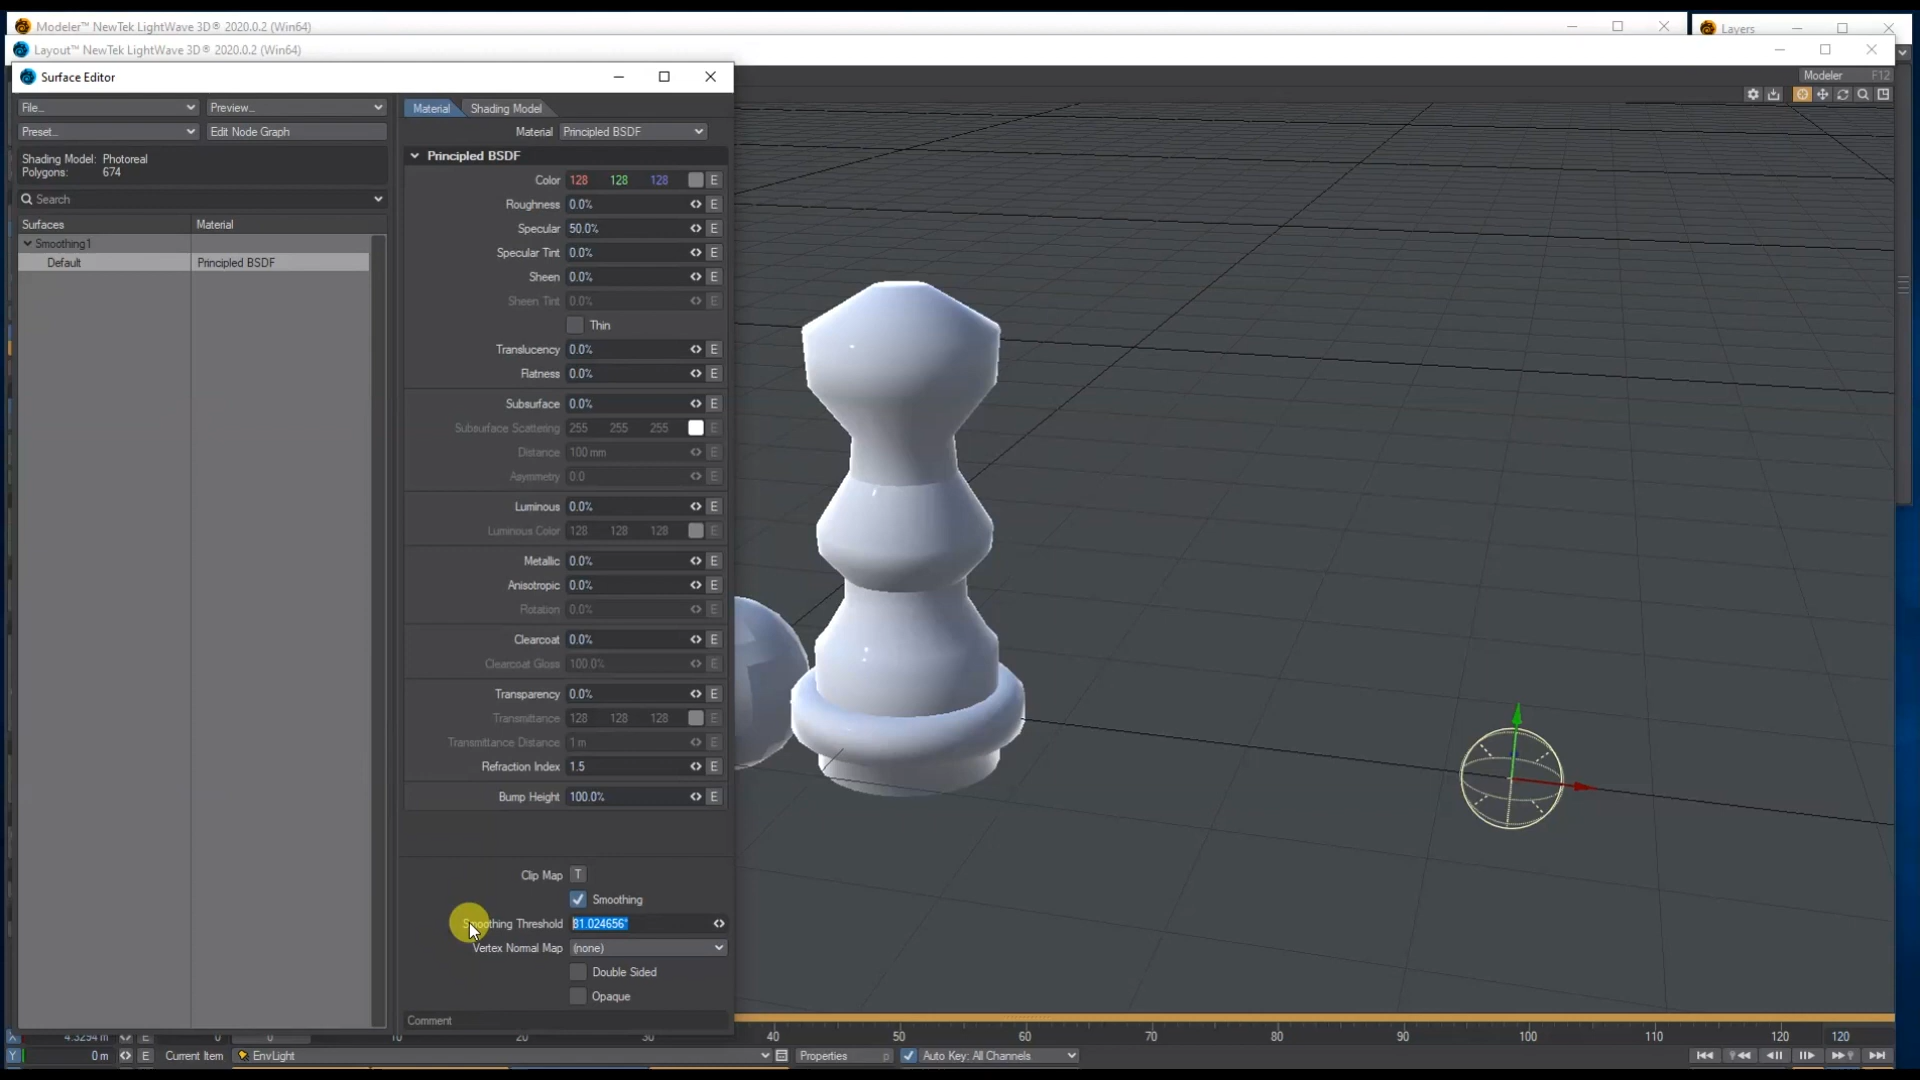 Modeler™ NewTek LightWave 3D® 2020.0.2 (Win64)
Layers
Layout™ NewTek LightWave 3D® 2020.0.2 (Win64)
Surface Editor
Modeler F12
File...
Preview...
Preset...
Edit Node Graph
Shading Model: Photoreal
Polygons: 674
Search
Surfaces Material
Smoothing1
Default Principled BSDF
Material Shading Model
Material Principled BSDF
Principled BSDF
Color 128 128 128 E
Roughness 0.0% E
Specular 50.0% E
Specular Tint 0.0% E
Sheen 0.0% E
Sheen Tint 0.0% E
Thin
Translucency 0.0% E
Flatness 0.0% E
Subsurface 0.0% E
Subsurface Scattering 255 255 255 E
Distance 100 mm E
Asymmetry 0.0 E
Luminous 0.0% E
Luminous Color 128 128 128 E
Metallic 0.0% E
Anisotropic 0.0% E
Rotation 0.0% E
Clearcoat 0.0% E
Clearcoat Gloss 100.0% E
Transparency 0.0% E
Transmittance 128 128 128 E
Transmittance Distance 1 m E
Refraction Index 1.5 E
Bump Height 100.0% E
Clip Map T
Smoothing
Smoothing Threshold 81.024656°
Vertex Normal Map (none)
Double Sided
Opaque
Comment
X 4.3294 m E 0 0 10 20 30 40 50 60 70 80 90 100 110 120 120
Y 0 m E Current Item EnvLight Properties p Auto Key: All Channels